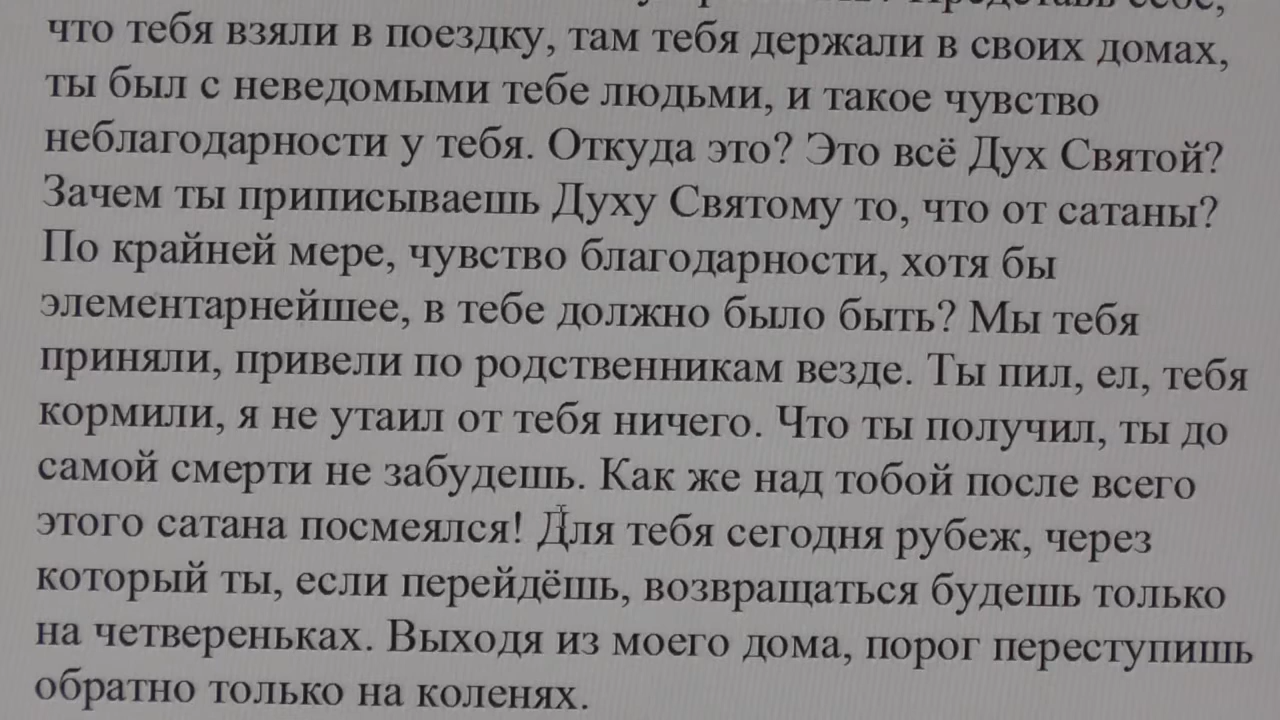 что тебя взяли в поездку, там тебя держали в своих домах,
ты был с неведомыми тебе людьми, и такое чувство
неблагодарности у тебя. Откуда это? Это всё Дух Святой?
Зачем ты приписываешь Духу Святому то, что от сатаны?
По крайней мере, чувство благодарности, хотя бы
элементарнейшее, в тебе должно было быть? Мы тебя
приняли, привели по родственникам везде. Ты пил, ел, тебя
кормили, я не утаил от тебя ничего. Что ты получил, ты до
самой смерти не забудешь. Как же над тобой после всего
этого сатана посмеялся! Для тебя сегодня рубеж, через
который ты, если перейдёшь, возвращаться будешь только
на четвереньках. Выходя из моего дома, порог переступишь
обратно только на коленях.